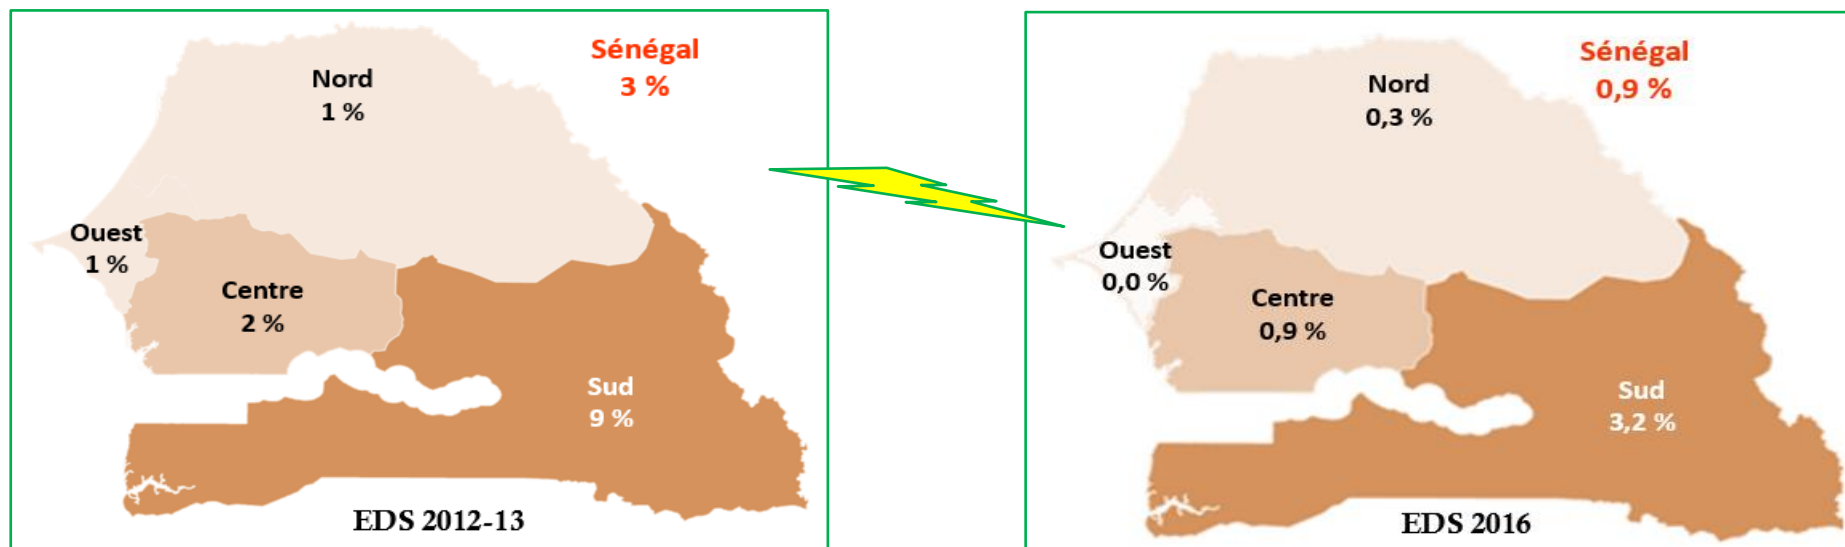 Sénégal
3 %
Nord
1 %
Ouest
1 %
Centre
2 %
Sud
9 %
EDS 2012-13
Sénégal
0,9 %
Nord
0,3 %
Ouest
0,0 %
Centre
0,9 %
Sud
3,2 %
EDS 2016